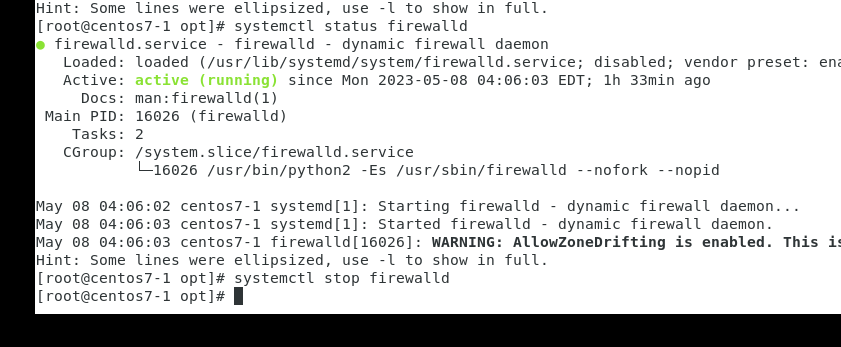 Hint: Some lines were ellipsized, use -l to show in full.
[root@centos7-1 opt]# systemctl status firewalld
● firewalld.service - firewalld - dynamic firewall daemon
   Loaded: loaded (/usr/lib/systemd/system/firewalld.service; disabled; vendor preset: ena
   Active: active (running) since Mon 2023-05-08 04:06:03 EDT; 1h 33min ago
     Docs: man:firewalld(1)
 Main PID: 16026 (firewalld)
    Tasks: 2
   CGroup: /system.slice/firewalld.service
           └─16026 /usr/bin/python2 -Es /usr/sbin/firewalld --nofork --nopid

May 08 04:06:02 centos7-1 systemd[1]: Starting firewalld - dynamic firewall daemon...
May 08 04:06:03 centos7-1 systemd[1]: Started firewalld - dynamic firewall daemon.
May 08 04:06:03 centos7-1 firewalld[16026]: WARNING: AllowZoneDrifting is enabled. This is
Hint: Some lines were ellipsized, use -l to show in full.
[root@centos7-1 opt]# systemctl stop firewalld
[root@centos7-1 opt]#